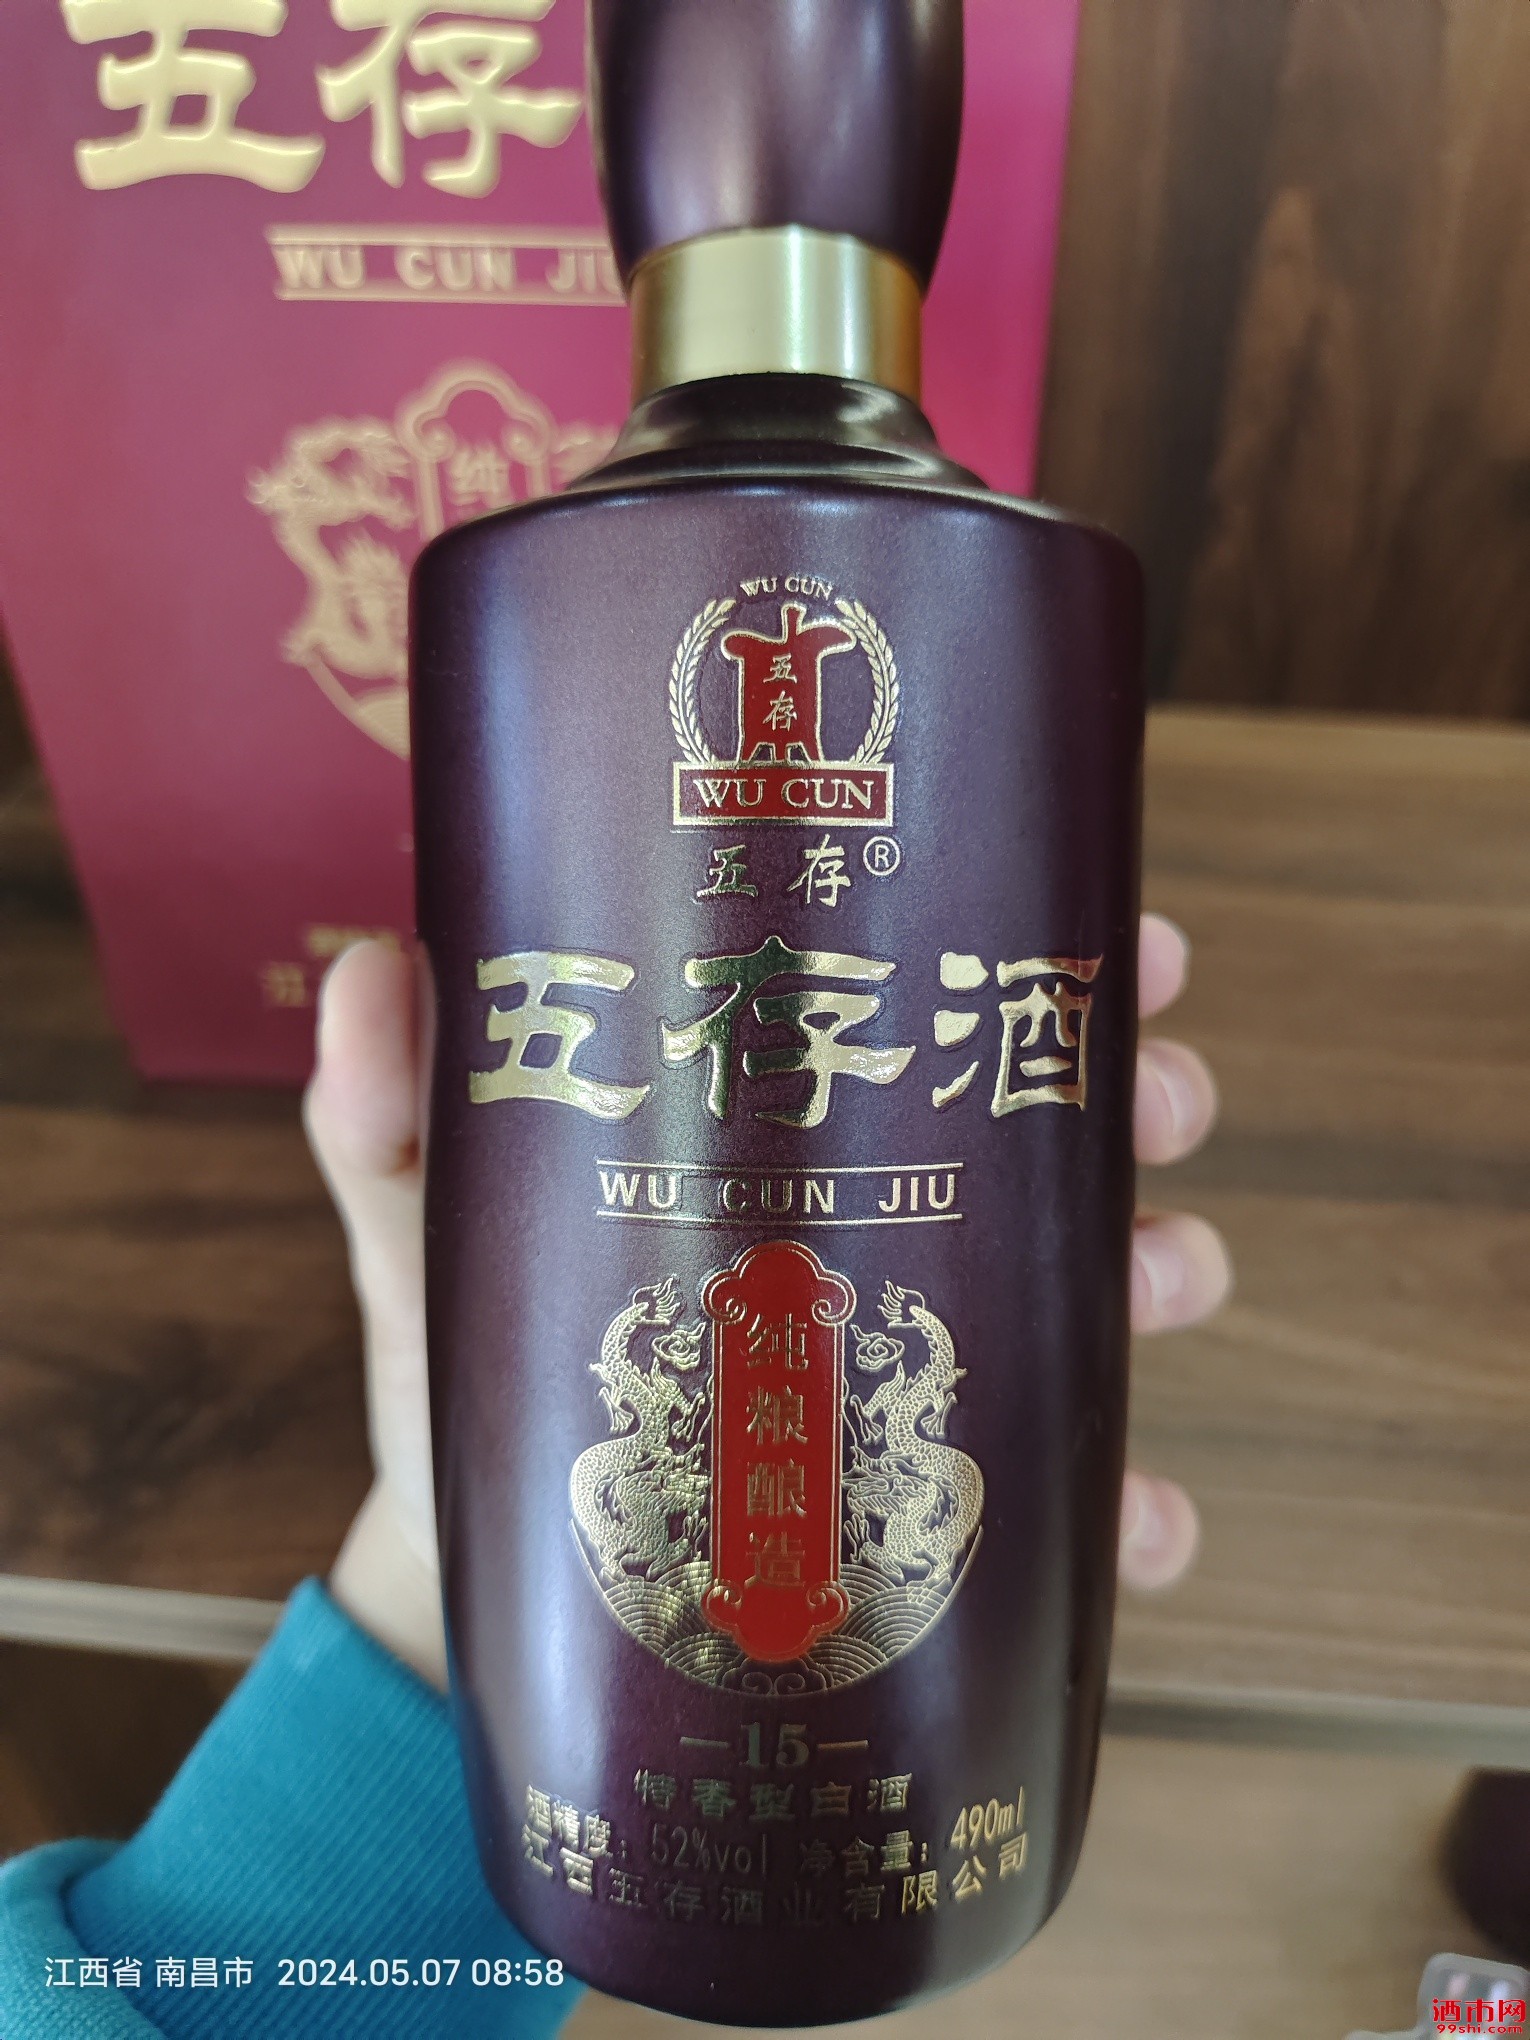 五存
WU CUN JIU
纯
WU CUN
五
存
WU CUN
五存®
五存酒
WU CUN JIU
纯
粮
酿
造
—15—
特香型白酒
酒精度：52%vol 净含量：490ml
江西五存酒业有限公司
江西省 南昌市 2024.05.07 08:58
酒市网
99shi.com